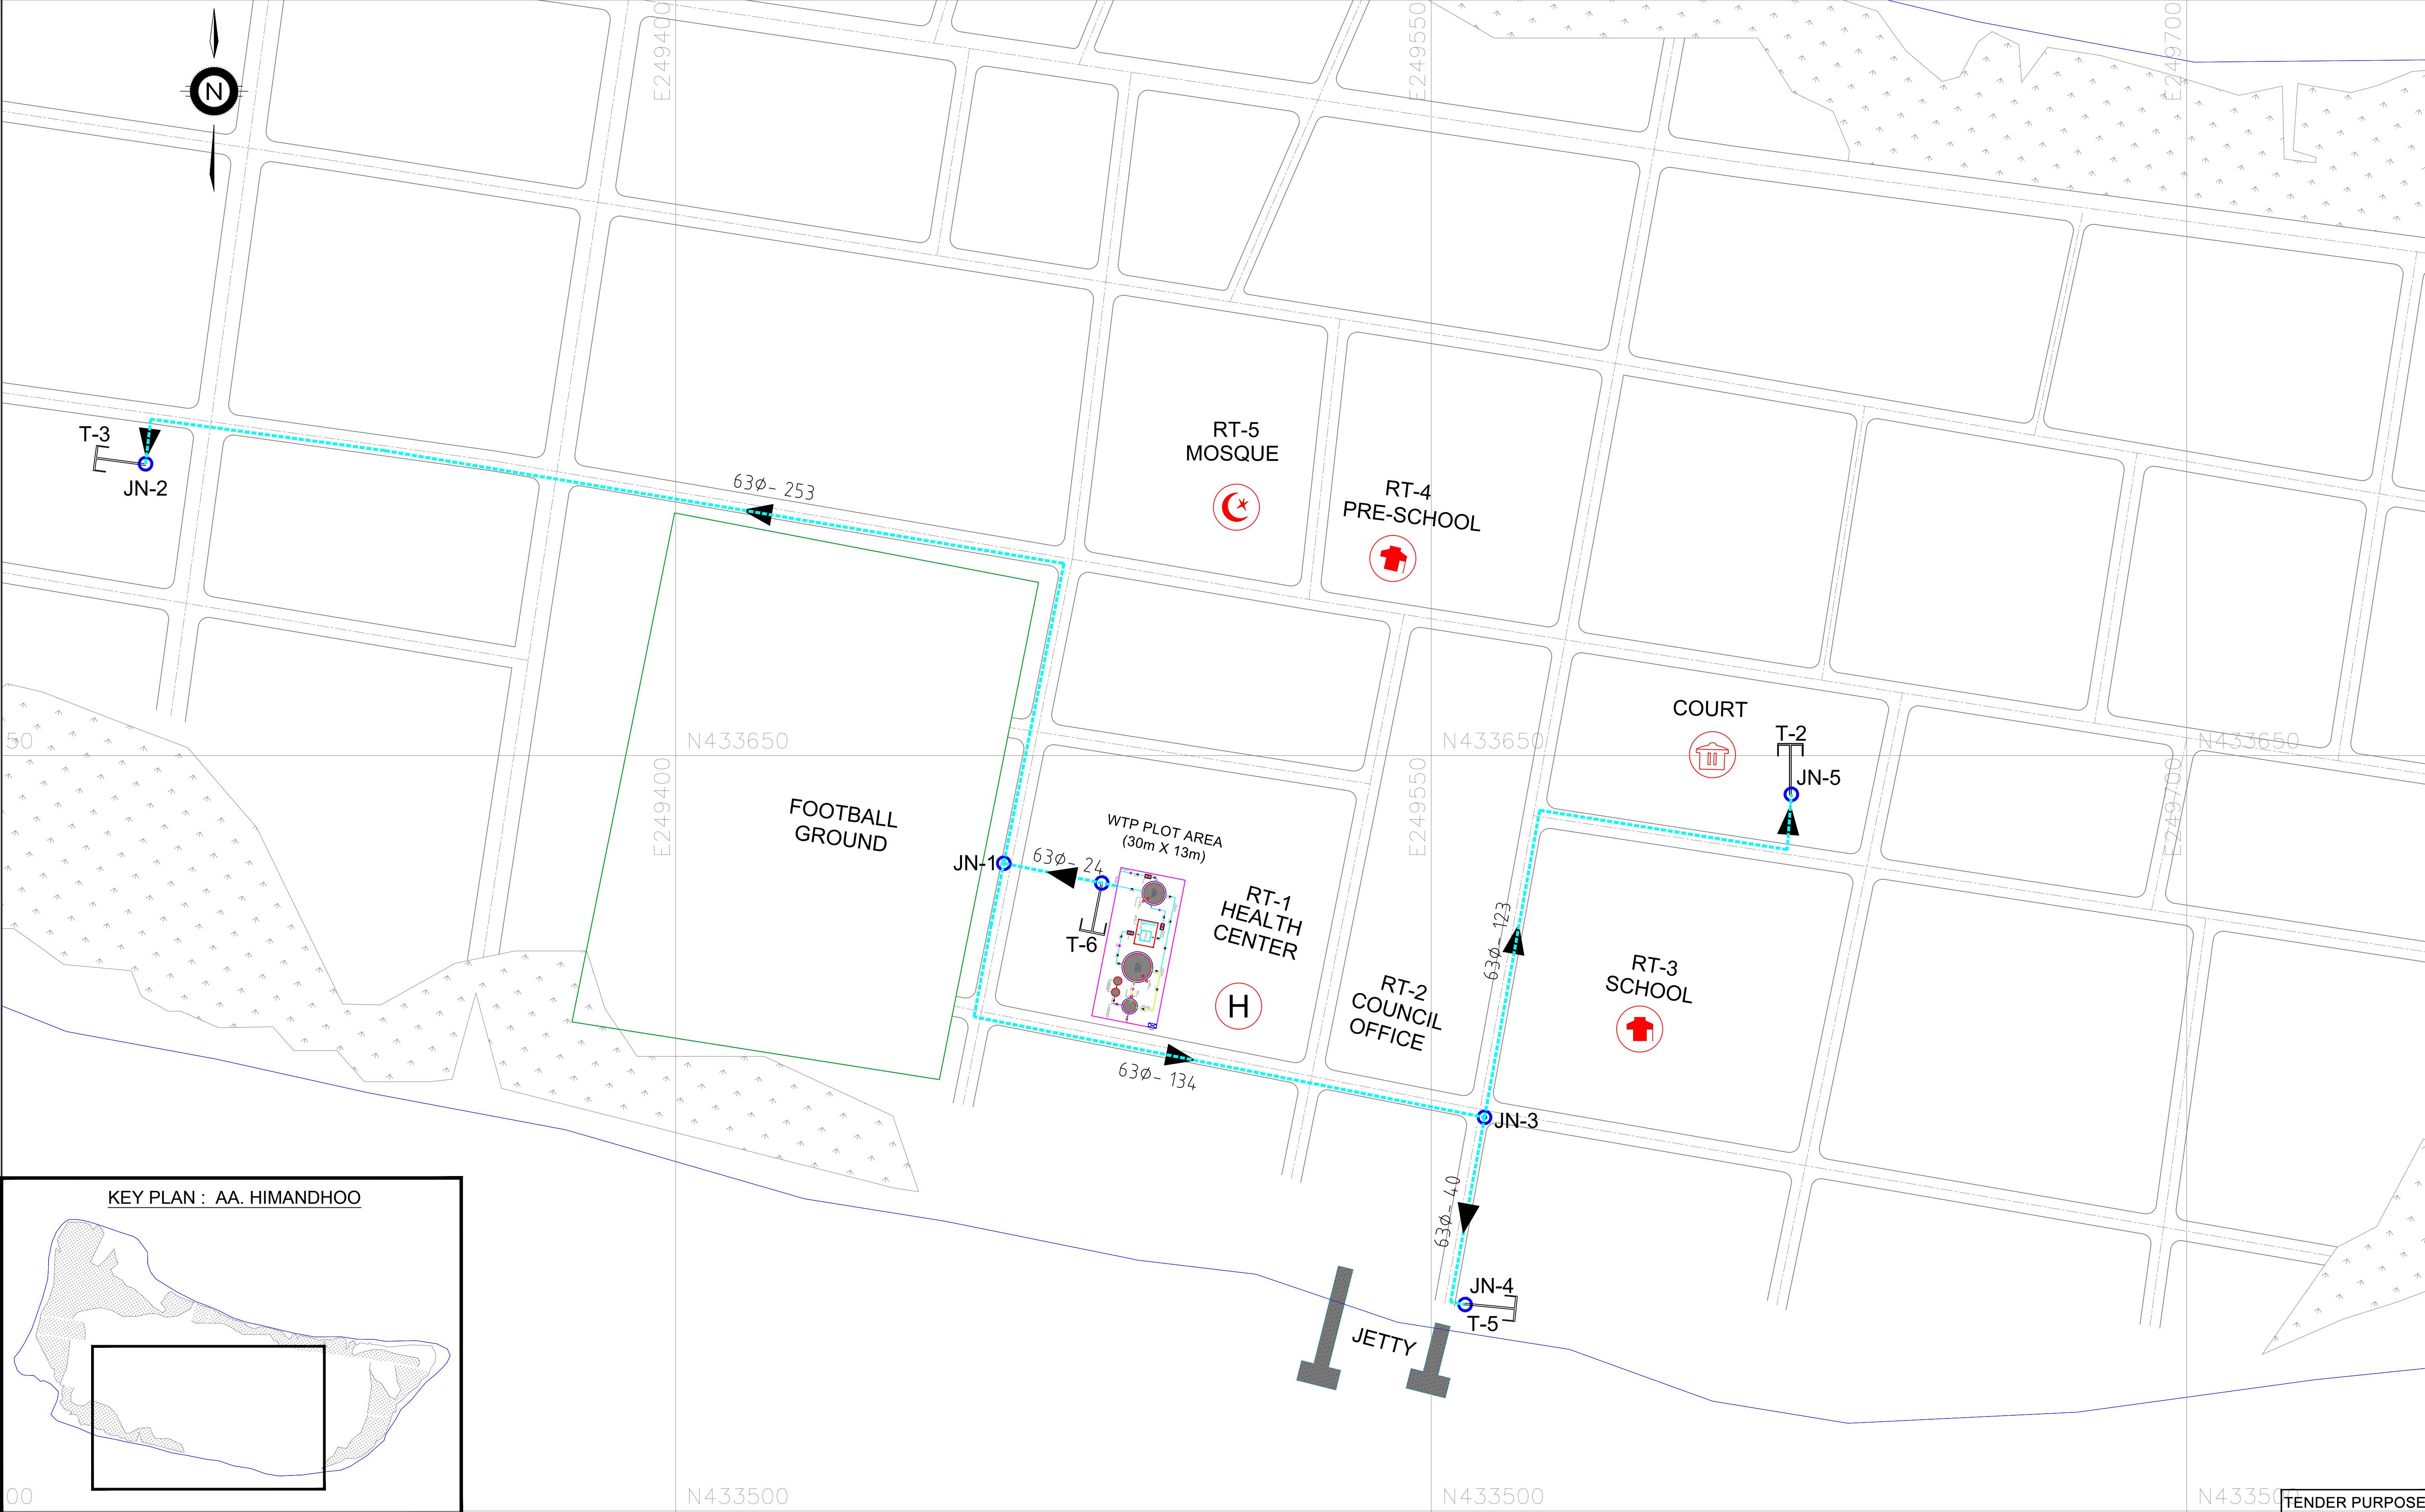 E249400
E249550
E249700
N
T-3
JN-2
63Ø- 253
RT-5
MOSQUE
RT-4
PRE-SCHOOL
COURT
T-2
JN-5
50
N433650
N433650
N433650
E249400
E249550
E249700
FOOTBALL
GROUND
WTP PLOT AREA
(30m X 13m)
JN-1
63Ø- 24
T-6
RT-1
HEALTH
CENTER
H
RT-2
COUNCIL
OFFICE
63Ø- 123
RT-3
SCHOOL
63Ø- 134
JN-3
63Ø- 40
JN-4
T-5
JETTY
KEY PLAN : AA. HIMANDHOO
00
N433500
N433500
N433500
TENDER PURPOSE